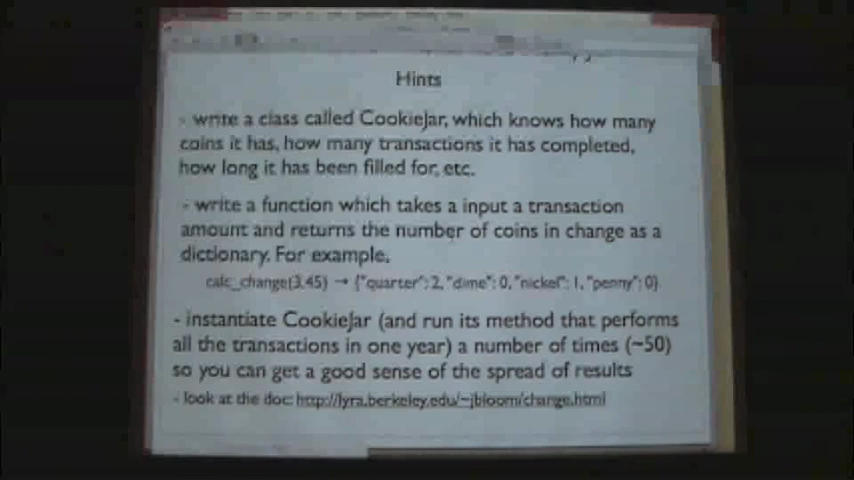 Hints
- write a class called CookieJar, which knows how many
coins it has, how many transactions it has completed,
how long it has been filled for, etc.
- write a function which takes a input a transaction
amount and returns the number of coins in change as a
dictionary. For example,
calc_change(3.45) → {"quarter": 2, "dime": 0, "nickel": 1, "penny": 0}
- instantiate CookieJar (and run its method that performs
all the transactions in one year) a number of times (~50)
so you can get a good sense of the spread of results
- look at the doc: http://lyra.berkeley.edu/~jbloom/change.html